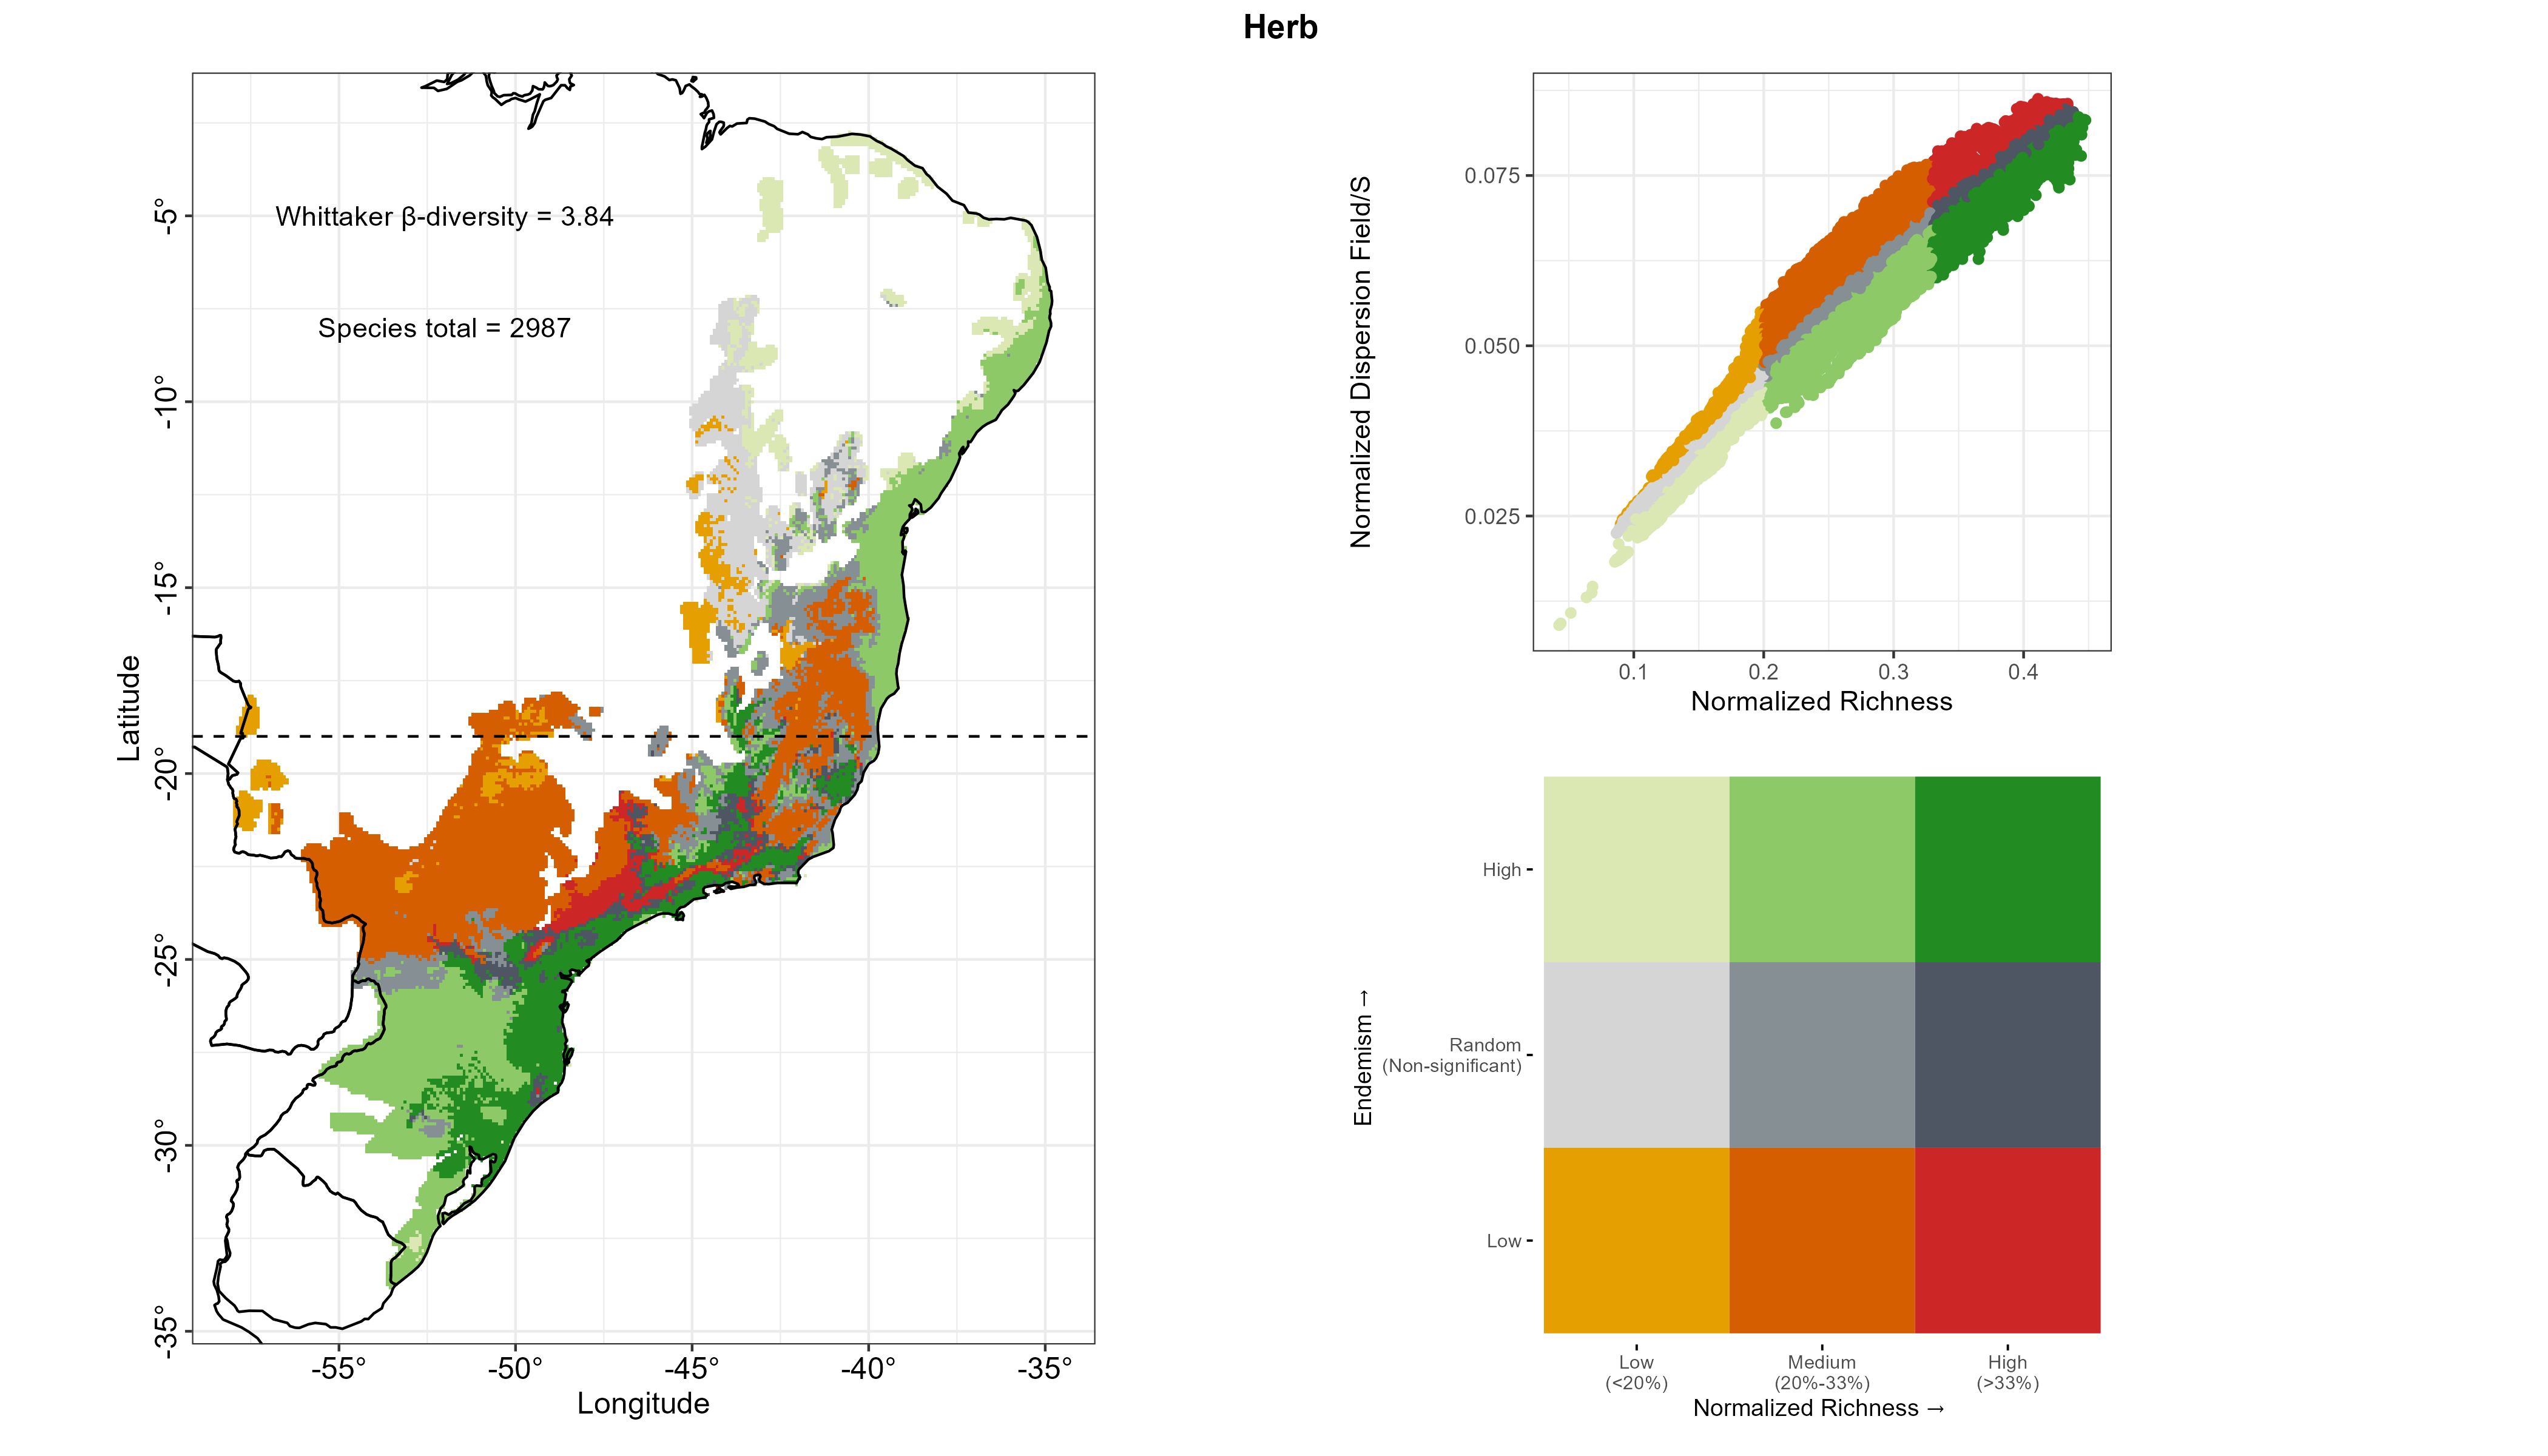 Herb
Whittaker β-diversity = 3.84
Species total = 2987
-5°
-10°
-15°
-20°
-25°
-30°
-35°
Latitude
-55°
-50°
-45°
-40°
-35°
Longitude
0.075
0.050
0.025
Normalized Dispersion Field/S
0.1
0.2
0.3
0.4
Normalized Richness
High
Random
(Non-significant)
Low
Endemism →
Low
(<20%)
Medium
(20%-33%)
High
(>33%)
Normalized Richness →